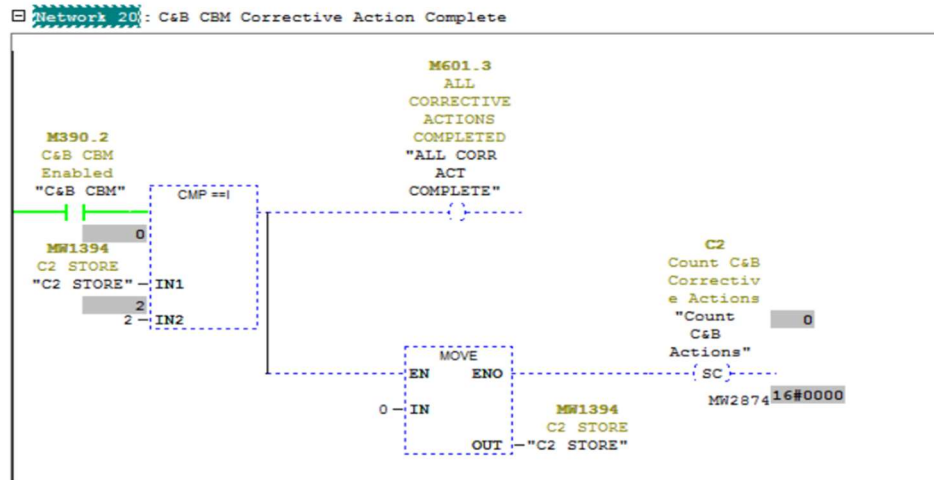 Network 20: C&B CBM Corrective Action Complete
M601.3
ALL
CORRECTIVE
ACTIONS
COMPLETED
"ALL CORR
ACT
COMPLETE"
M390.2
C&B CBM
Enabled
"C&B CBM"
CMP ==I
0
MW1394
C2 STORE
"C2 STORE"
IN1
2
2
IN2
C2
Count C&B
Correctiv
e Actions
"Count
C&B
Actions"
0
SC
MW2874
16#0000
MOVE
EN
ENO
0
IN
MW1394
C2 STORE
OUT
"C2 STORE"